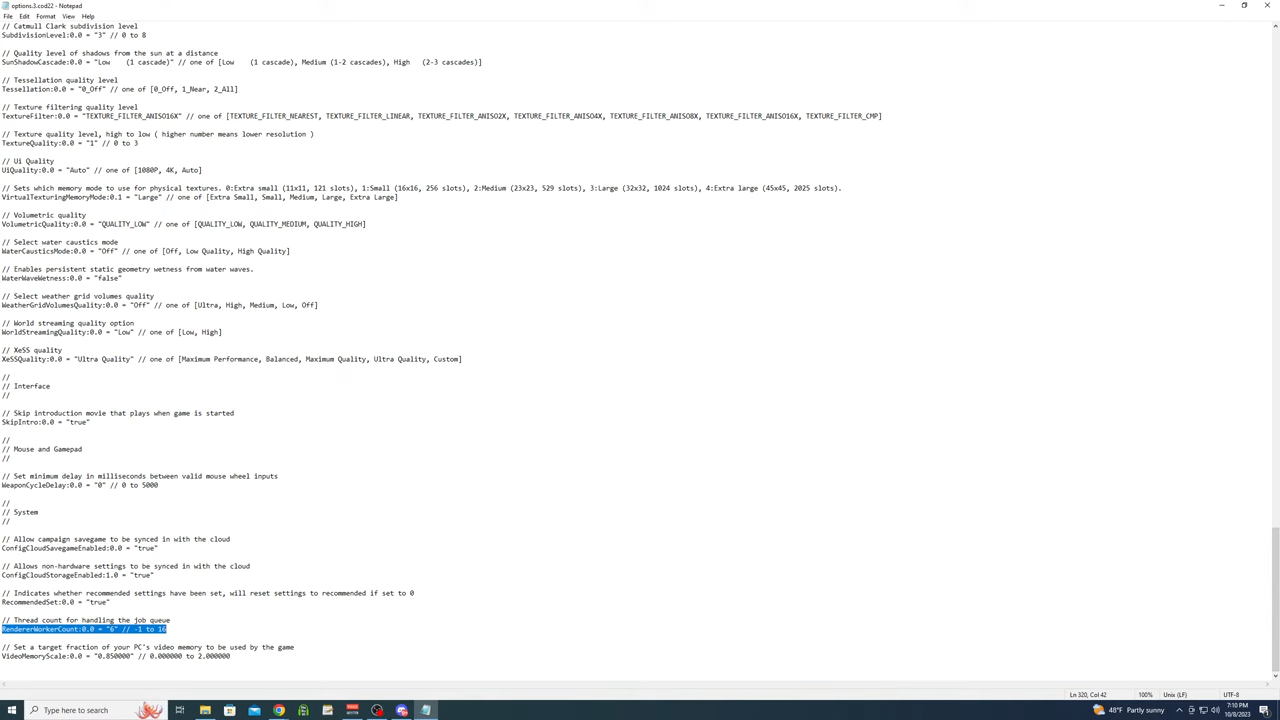 options.3.cod22 - Notepad
File Edit Format View Help
// Catmull Clark subdivision level
SubdivisionLevel:0.0 = "3" // 0 to 8
// Quality level of shadows from the sun at a distance
SunShadowCascade:0.0 = "Low    (1 cascade)" // one of [Low    (1 cascade), Medium (1-2 cascades), High   (2-3 cascades)]
// Tessellation quality level
Tessellation:0.0 = "0_Off" // one of [0_Off, 1_Near, 2_All]
// Texture filtering quality level
TextureFilter:0.0 = "TEXTURE_FILTER_ANISO16X" // one of [TEXTURE_FILTER_NEAREST, TEXTURE_FILTER_LINEAR, TEXTURE_FILTER_ANISO2X, TEXTURE_FILTER_ANISO4X, TEXTURE_FILTER_ANISO8X, TEXTURE_FILTER_ANISO16X, TEXTURE_FILTER_CMP]
// Texture quality level, high to low ( higher number means lower resolution )
TextureQuality:0.0 = "1" // 0 to 3
// Ui Quality
UiQuality:0.0 = "Auto" // one of [1080P, 4K, Auto]
// Sets which memory mode to use for physical textures. 0:Extra small (11x11, 121 slots), 1:Small (16x16, 256 slots), 2:Medium (23x23, 529 slots), 3:Large (32x32, 1024 slots), 4:Extra large (45x45, 2025 slots).
VirtualTexturingMemoryMode:0.1 = "Large" // one of [Extra Small, Small, Medium, Large, Extra Large]
// Volumetric quality
VolumetricQuality:0.0 = "QUALITY_LOW" // one of [QUALITY_LOW, QUALITY_MEDIUM, QUALITY_HIGH]
// Select water caustics mode
WaterCausticsMode:0.0 = "Off" // one of [Off, Low Quality, High Quality]
// Enables persistent static geometry wetness from water waves.
WaterWaveWetness:0.0 = "false"
// Select weather grid volumes quality
WeatherGridVolumesQuality:0.0 = "Off" // one of [Ultra, High, Medium, Low, Off]
// World streaming quality option
WorldStreamingQuality:0.0 = "Low" // one of [Low, High]
// XeSS quality
XeSSQuality:0.0 = "Ultra Quality" // one of [Maximum Performance, Balanced, Maximum Quality, Ultra Quality, Custom]
//
// Interface
//
// Skip introduction movie that plays when game is started
SkipIntro:0.0 = "true"
//
// Mouse and Gamepad
//
// Set minimum delay in milliseconds between valid mouse wheel inputs
WeaponCycleDelay:0.0 = "0" // 0 to 5000
//
// System
//
// Allow campaign savegame to be synced in with the cloud
ConfigCloudSavegameEnabled:0.0 = "true"
// Allows non-hardware settings to be synced in with the cloud
ConfigCloudStorageEnabled:1.0 = "true"
// Indicates whether recommended settings have been set, will reset settings to recommended if set to 0
RecommendedSet:0.0 = "true"
// Thread count for handling the job queue
RendererWorkerCount:0.0 = "6" // -1 to 16
// Set a target fraction of your PC's video memory to be used by the game
VideoMemoryScale:0.0 = "0.850000" // 0.000000 to 2.000000
Ln 320, Col 42 100% Unix (LF) UTF-8
Type here to search
48°F Partly sunny
7:10 PM
10/8/2023